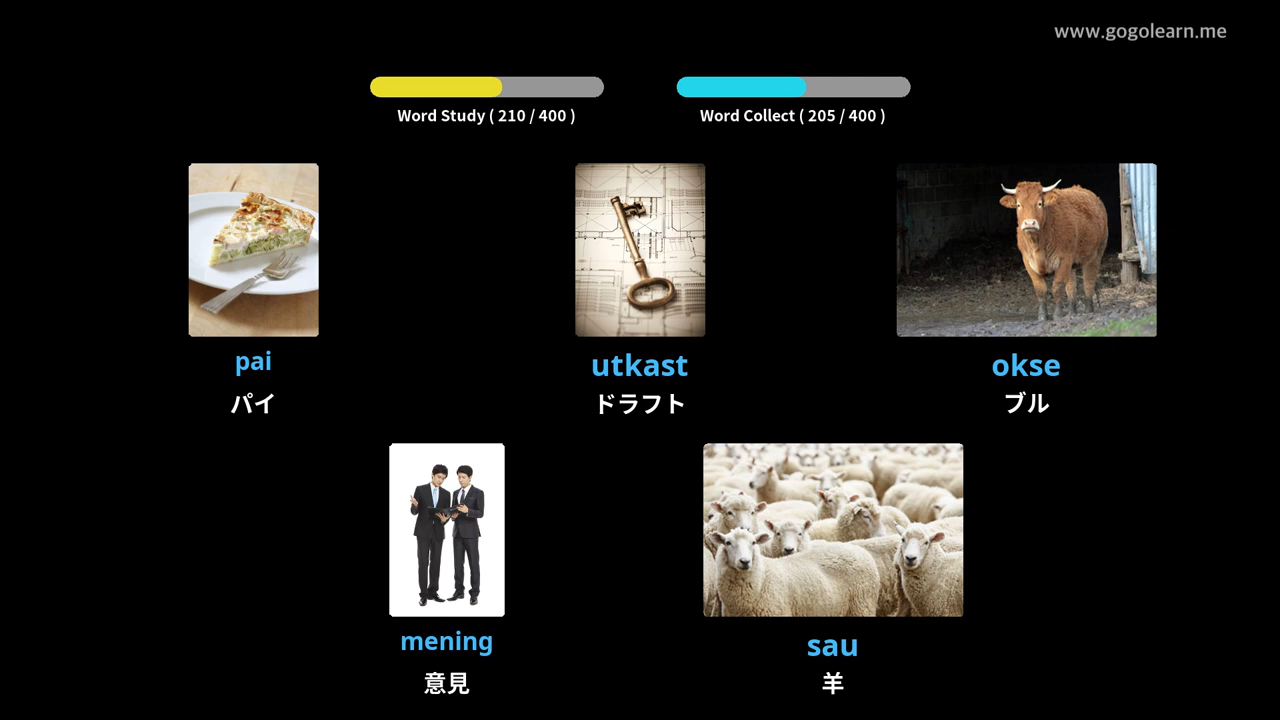 www.gogolearn.me
Word Study ( 210 / 400 )
Word Collect ( 205 / 400 )
pai
パイ
utkast
ドラフト
okse
ブル
mening
意見
sau
羊